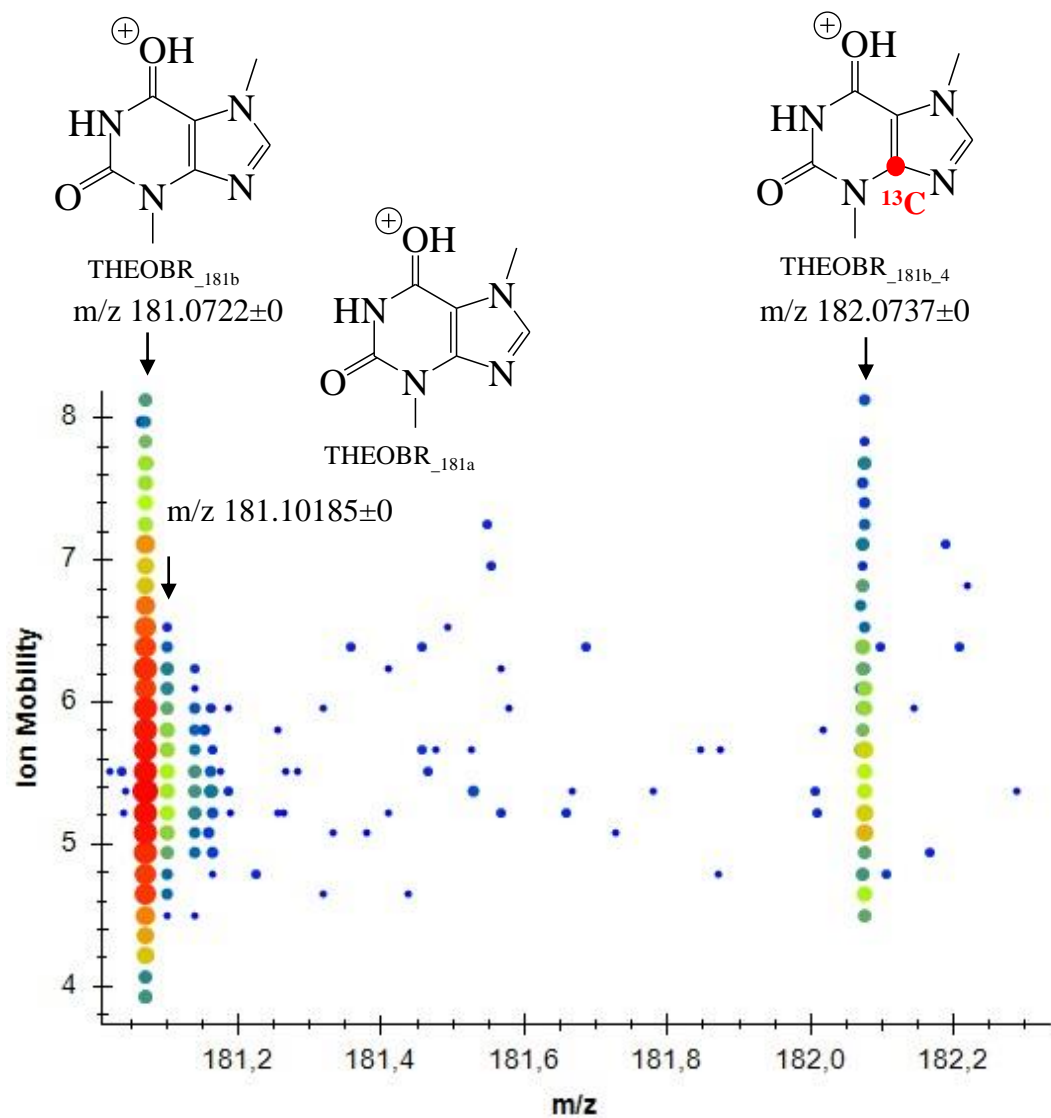 ⊕
OH
N
HN
O
N
N
THEOBR_181b
m/z 181.0722±0
⊕
OH
N
HN
O
N
N
THEOBR_181a
m/z 181.10185±0
⊕
OH
N
HN
O
N
N
13C
THEOBR_181b_4
m/z 182.0737±0
Ion Mobility
8
7
6
5
4
181,2 181,4 181,6 181,8 182,0 182,2
m/z